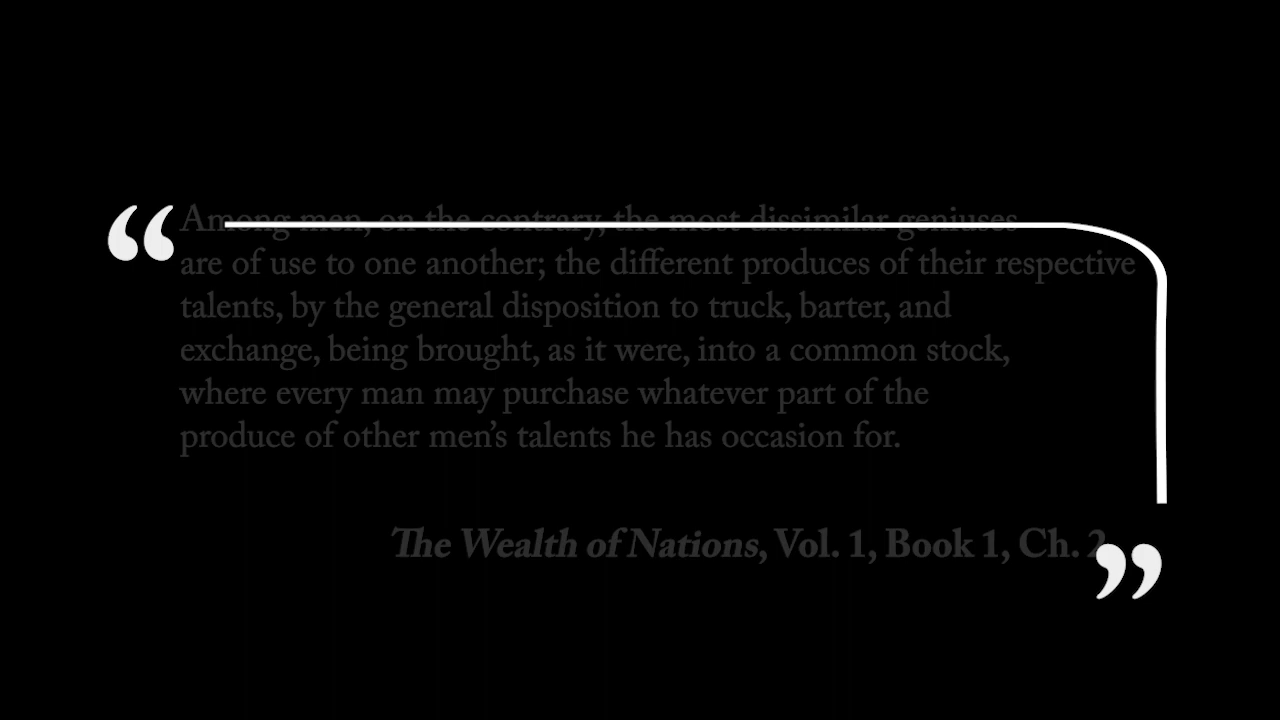 “Among men, on the contrary, the most dissimilar geniuses
are of use to one another; the different produces of their respective
talents, by the general disposition to truck, barter, and
exchange, being brought, as it were, into a common stock,
where every man may purchase whatever part of the
produce of other men’s talents he has occasion for.
The Wealth of Nations, Vol. 1, Book 1, Ch. 2”